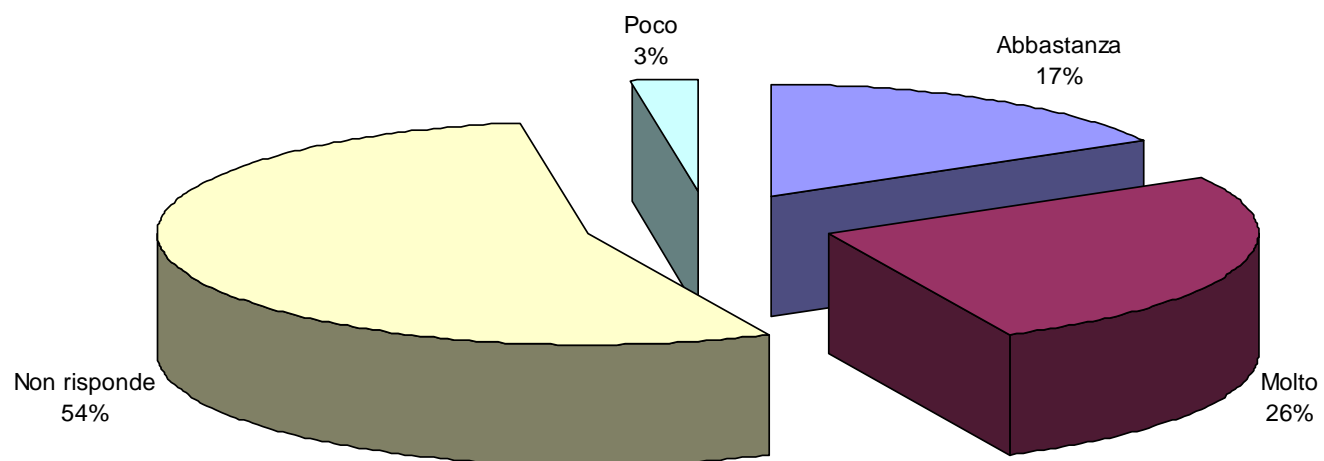 Poco
3%
Abbastanza
17%
Non risponde
54%
Molto
26%